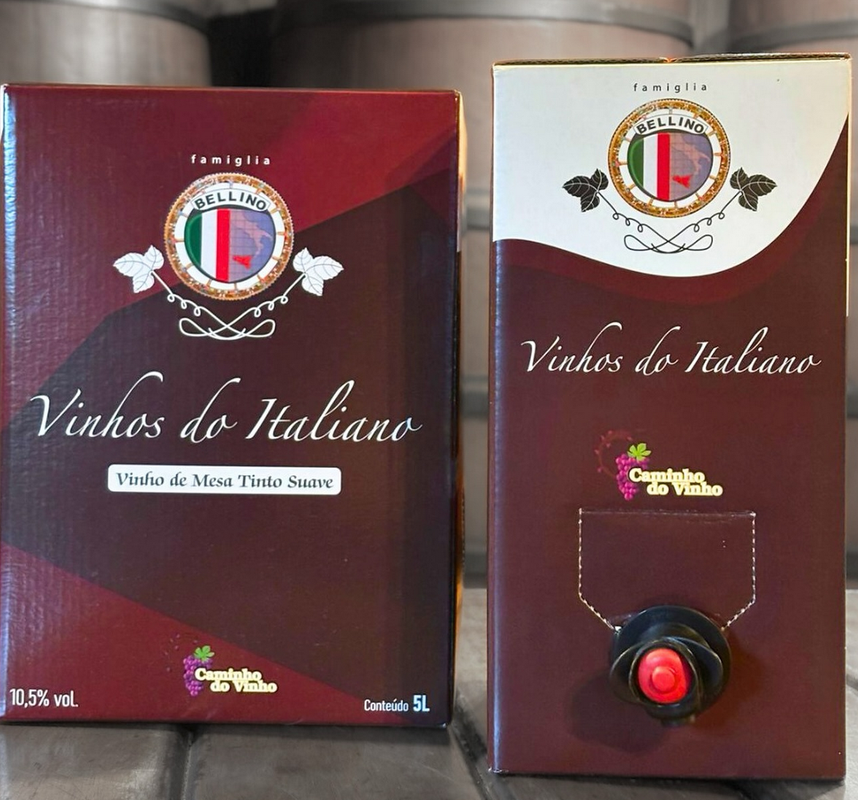 famiglia
BELLINO
Vinhos do Italiano
Vinho de Mesa Tinto Suave
Caminho
do Vinho
10,5% vol.
Conteúdo 5L
famiglia
BELLINO
Vinhos do Italiano
Caminho
do Vinho